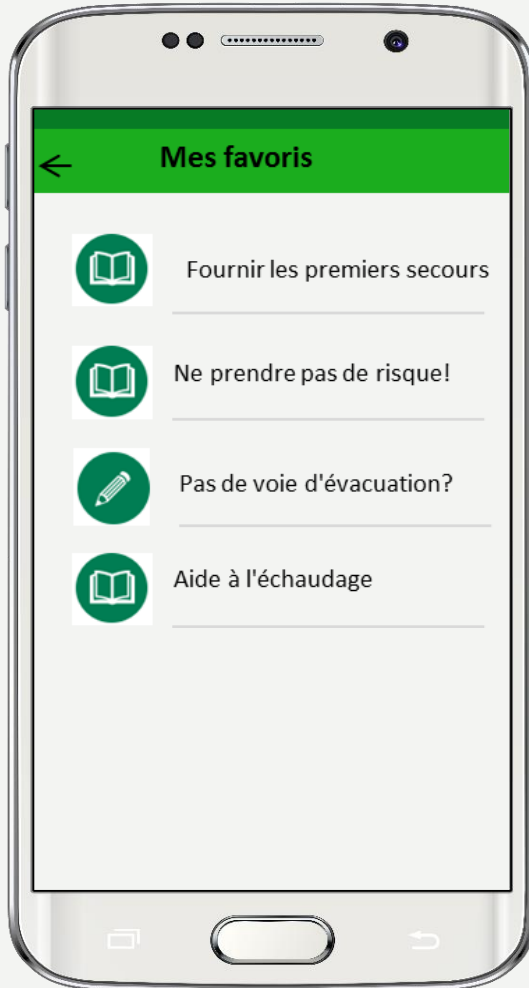 Mes favoris
Fournir les premiers secours
Ne prendre pas de risque!
Pas de voie d'évacuation?
Aide à l'échaudage